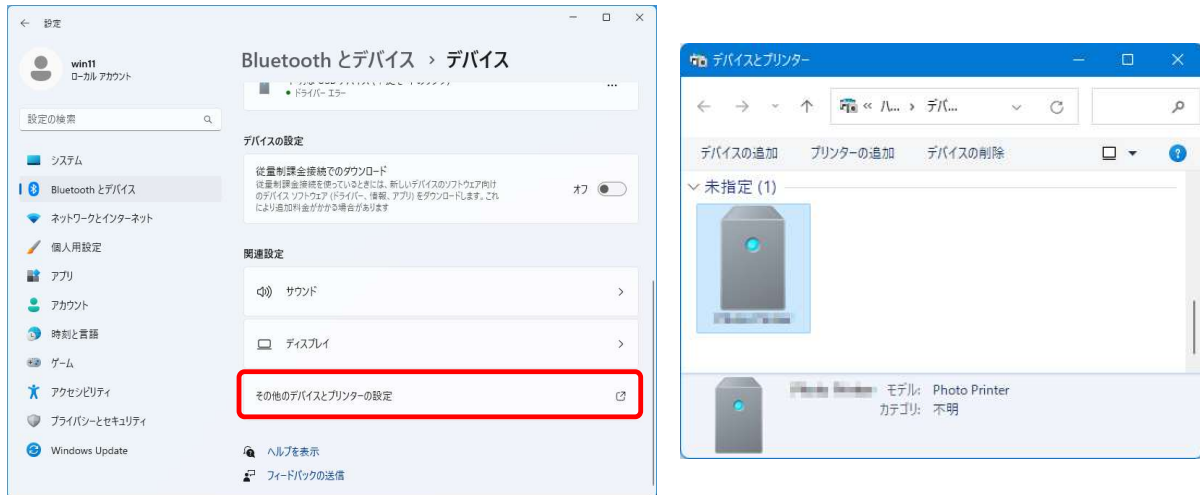 設定
win11
ローカル アカウント
設定の検索
システム
Bluetooth とデバイス
ネットワークとインターネット
個人用設定
アプリ
アカウント
時刻と言語
ゲーム
アクセシビリティ
プライバシーとセキュリティ
Windows Update
Bluetooth とデバイス › デバイス
ドライバー エラー
デバイスの設定
従量制課金接続でのダウンロード
従量制課金接続を使っているときには、新しいデバイスのソフトウェア向け
のデバイス ソフトウェア (ドライバー、情報、アプリ) をダウンロードします。これ
により追加料金がかかる場合があります
オフ
関連設定
サウンド
ディスプレイ
その他のデバイスとプリンターの設定
ヘルプを表示
フィードバックの送信
デバイスとプリンター
« ハ... › デバ...
デバイスの追加 プリンターの追加 デバイスの削除
未指定 (1)
モデル: Photo Printer
カテゴリ: 不明